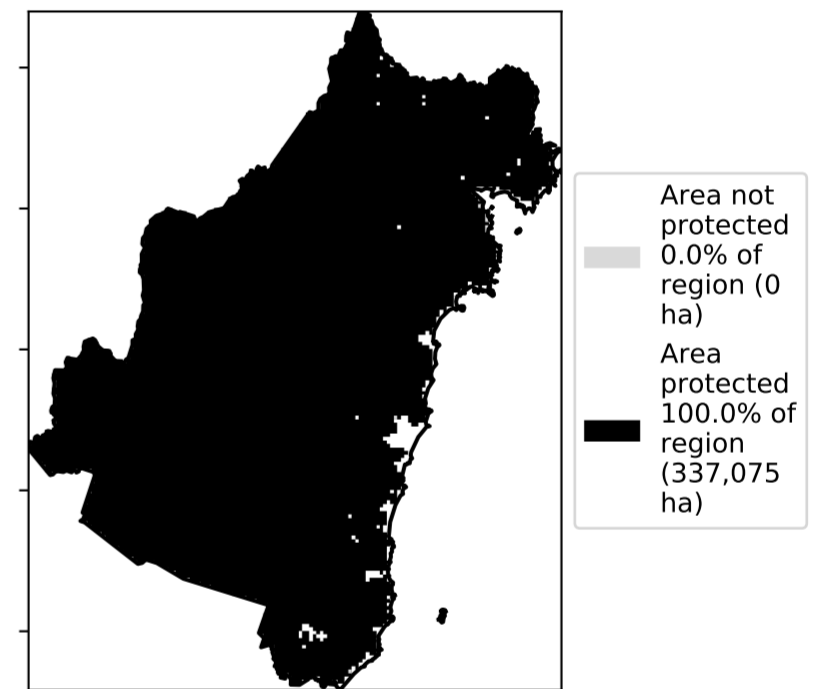 Area not
protected
0.0% of
region (0
ha)
Area
protected
100.0% of
region
(337,075
ha)